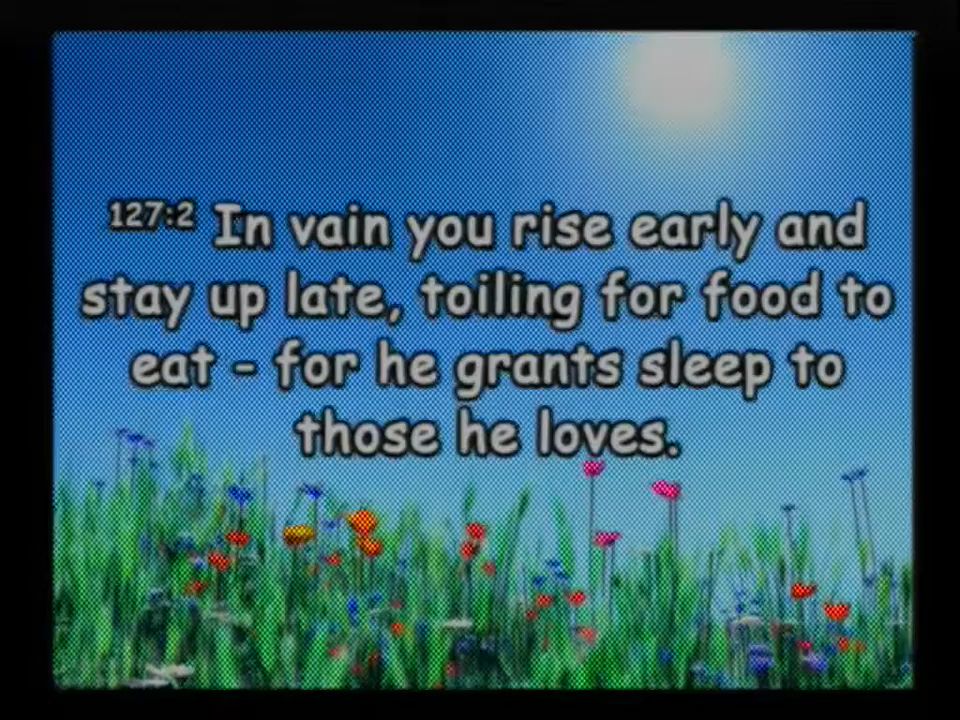 127:2 In vain you rise early and
stay up late, toiling for food to
eat - for he grants sleep to
those he loves.